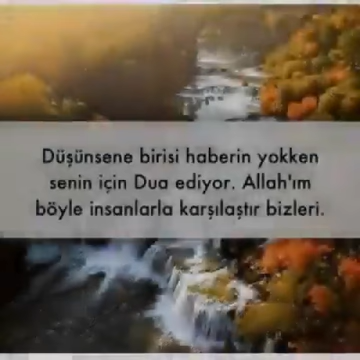 Düşünsene birisi haberin yokken
senin için Dua ediyor. Allah'ım
böyle insanlarla karşılaştır bizleri.